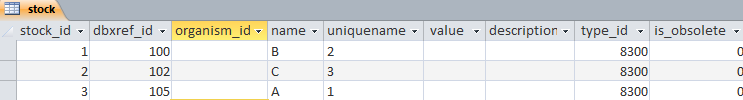 stock
stock_id dbxref_id organism_id name uniquename value description type_id is_obsolete
1 100 B 2 8300 0
2 102 C 3 8300 0
3 105 A 1 8300 0